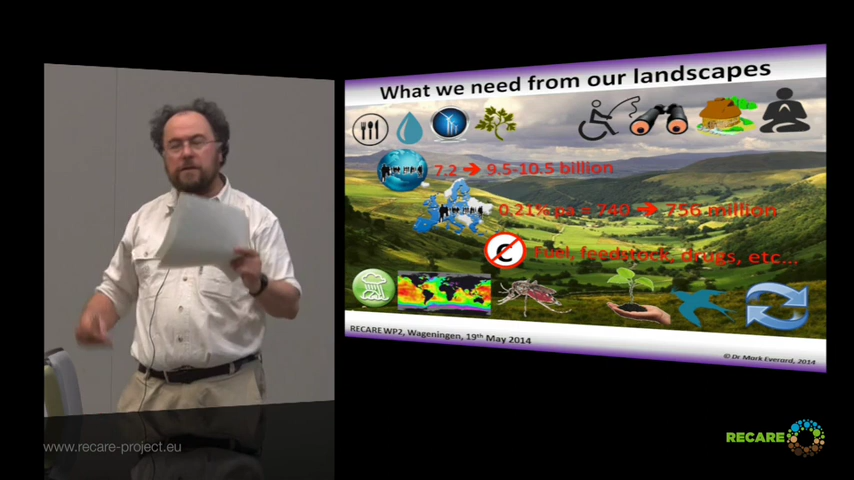 What we need from our landscapes
7.2 → 9.5-10.5 billion
0.21% pa = 740 → 756 million
C Fuel, feedstock, drugs, etc...
RECARE WP2, Wageningen, 19th May 2014
© Dr Mark Everard, 2014
www.recare-project.eu
RECARE